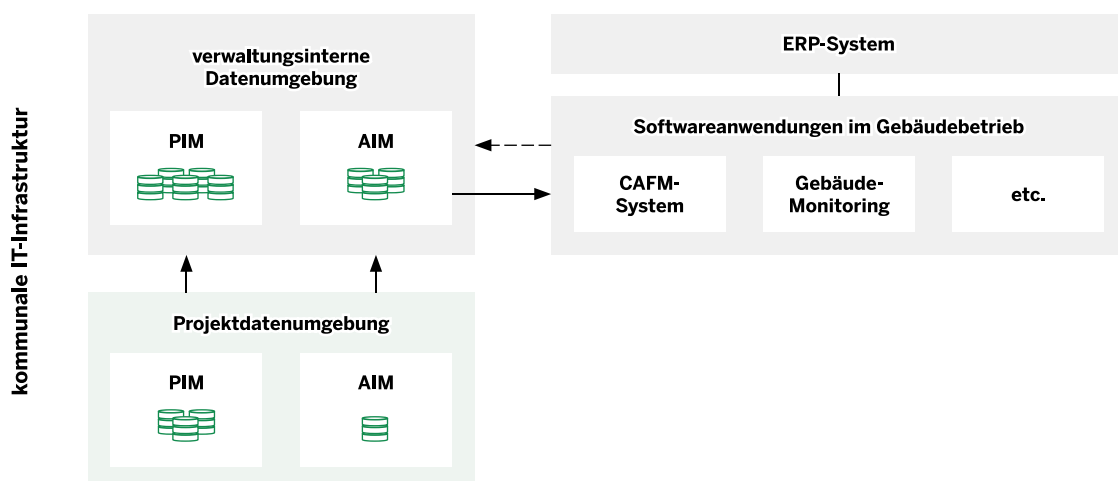 kommunale IT-Infrastruktur
verwaltungsinterne
Datenumgebung
PIM
AIM
ERP-System
Softwareanwendungen im Gebäudebetrieb
CAFM-
System
Gebäude-
Monitoring
etc.
Projektdatenumgebung
PIM
AIM